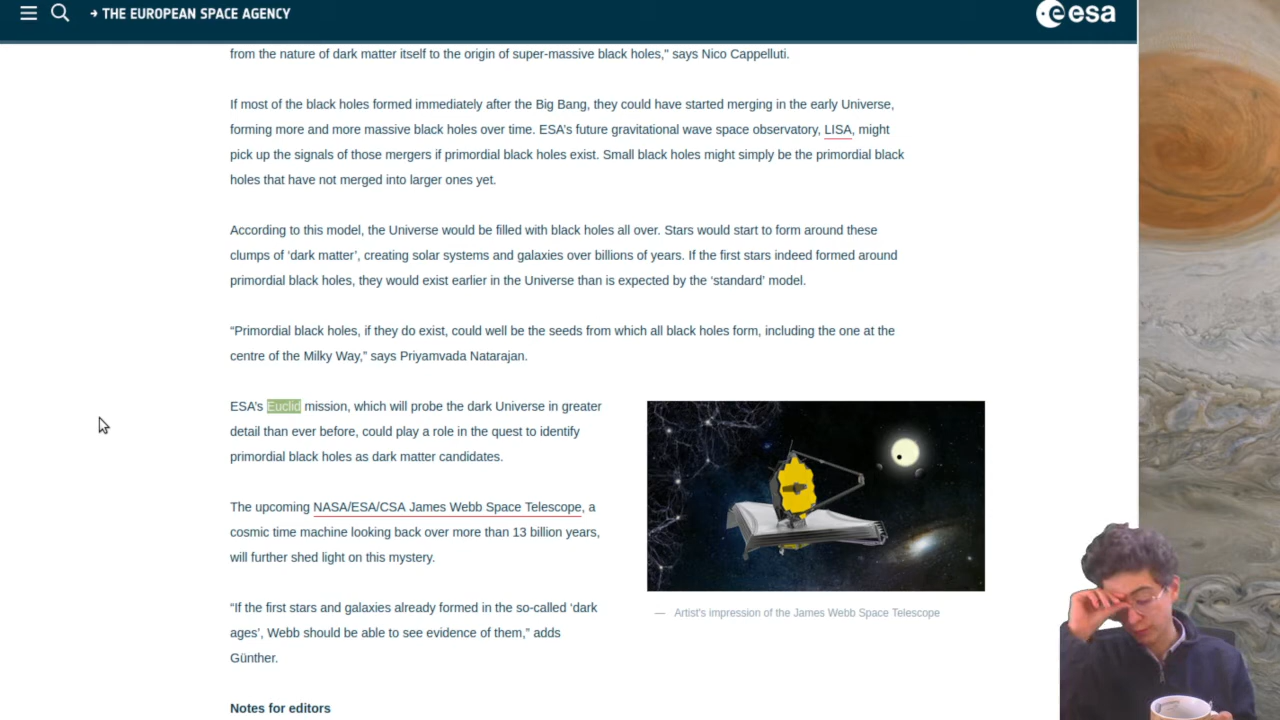 → THE EUROPEAN SPACE AGENCY
esa
from the nature of dark matter itself to the origin of super-massive black holes," says Nico Cappelluti.
If most of the black holes formed immediately after the Big Bang, they could have started merging in the early Universe,
forming more and more massive black holes over time. ESA’s future gravitational wave space observatory, LISA, might
pick up the signals of those mergers if primordial black holes exist. Small black holes might simply be the primordial black
holes that have not merged into larger ones yet.
According to this model, the Universe would be filled with black holes all over. Stars would start to form around these
clumps of ‘dark matter’, creating solar systems and galaxies over billions of years. If the first stars indeed formed around
primordial black holes, they would exist earlier in the Universe than is expected by the ‘standard’ model.
“Primordial black holes, if they do exist, could well be the seeds from which all black holes form, including the one at the
centre of the Milky Way,” says Priyamvada Natarajan.
ESA’s Euclid mission, which will probe the dark Universe in greater
detail than ever before, could play a role in the quest to identify
primordial black holes as dark matter candidates.
The upcoming NASA/ESA/CSA James Webb Space Telescope, a
cosmic time machine looking back over more than 13 billion years,
will further shed light on this mystery.
“If the first stars and galaxies already formed in the so-called ‘dark
ages’, Webb should be able to see evidence of them,” adds
Günther.
— Artist's impression of the James Webb Space Telescope
Notes for editors